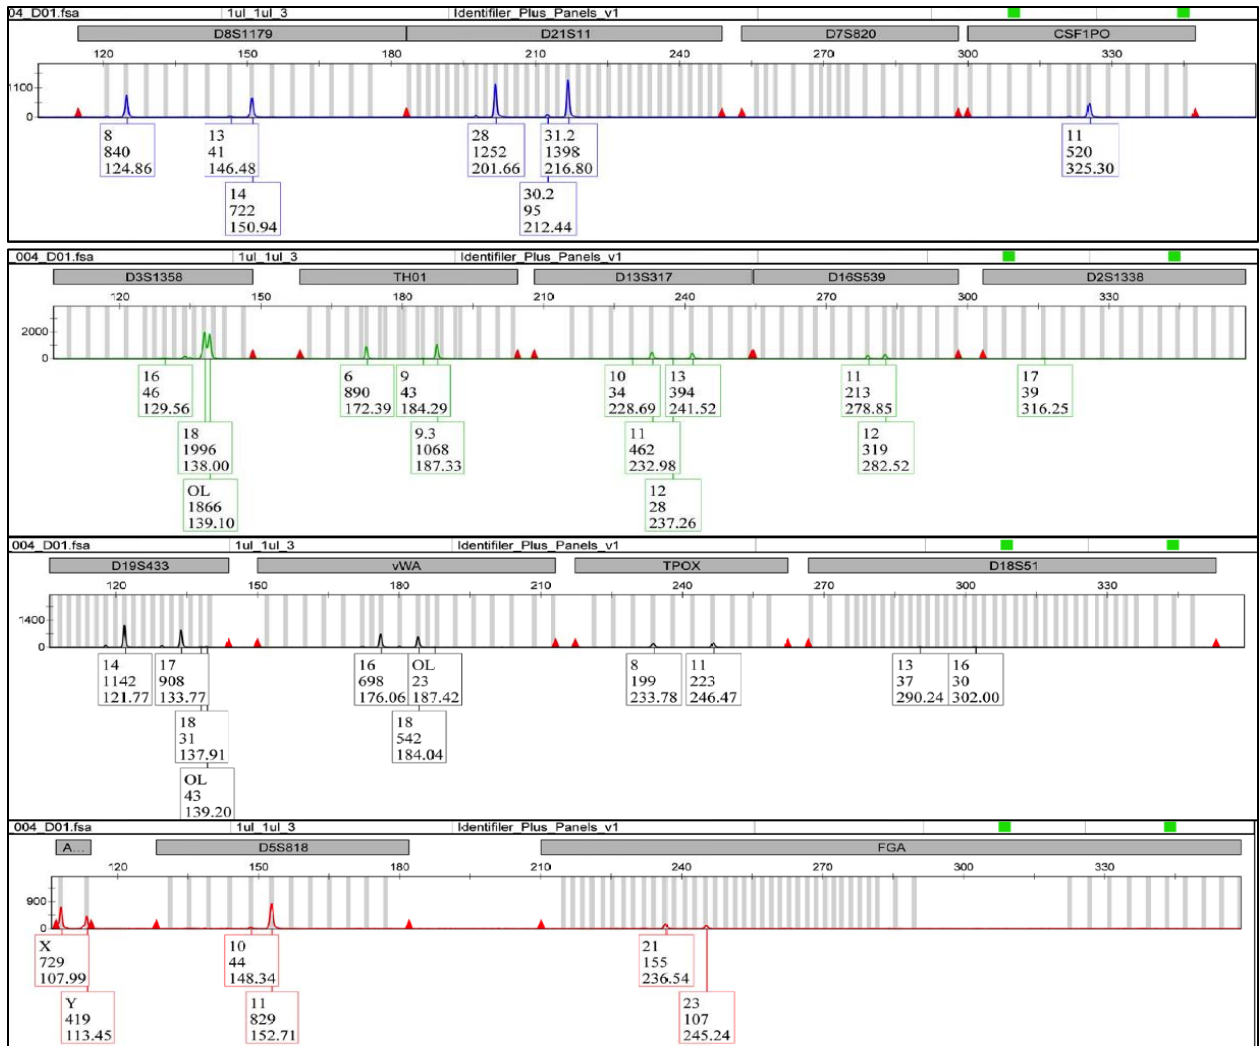 04_D01.fsa 1ul_1ul_3 Identifiler_Plus_Panels_v1
D8S1179 D21S11 D7S820 CSF1PO
120 150 180 210 240 270 300 330
1100
0
8 13 28 31.2 11
840 41 1252 1398 520
124.86 146.48 201.66 216.80 325.30
14 30.2
722 95
150.94 212.44
_004_D01.fsa 1ul_1ul_3 Identifiler_Plus_Panels_v1
D3S1358 TH01 D13S317 D16S539 D2S1338
120 150 180 210 240 270 300 330
2000
0
16 6 9 10 13 11 17
46 890 43 34 394 213 39
129.56 172.39 184.29 228.69 241.52 278.85 316.25
18 9.3 11 12
1996 1068 462 319
138.00 187.33 232.98 282.52
OL 12
1866 28
139.10 237.26
_004_D01.fsa 1ul_1ul_3 Identifiler_Plus_Panels_v1
D19S433 vWA TPOX D18S51
120 150 180 210 240 270 300 330
1400
0
14 17 16 OL 8 11 13 16
1142 908 698 23 199 223 37 30
121.77 133.77 176.06 187.42 233.78 246.47 290.24 302.00
18 18
31 542
137.91 184.04
OL
43
139.20
_004_D01.fsa 1ul_1ul_3 Identifiler_Plus_Panels_v1
A... D5S818 FGA
120 150 180 210 240 270 300 330
900
0
X 10 21
729 44 155
107.99 148.34 236.54
Y 11 23
419 829 107
113.45 152.71 245.24